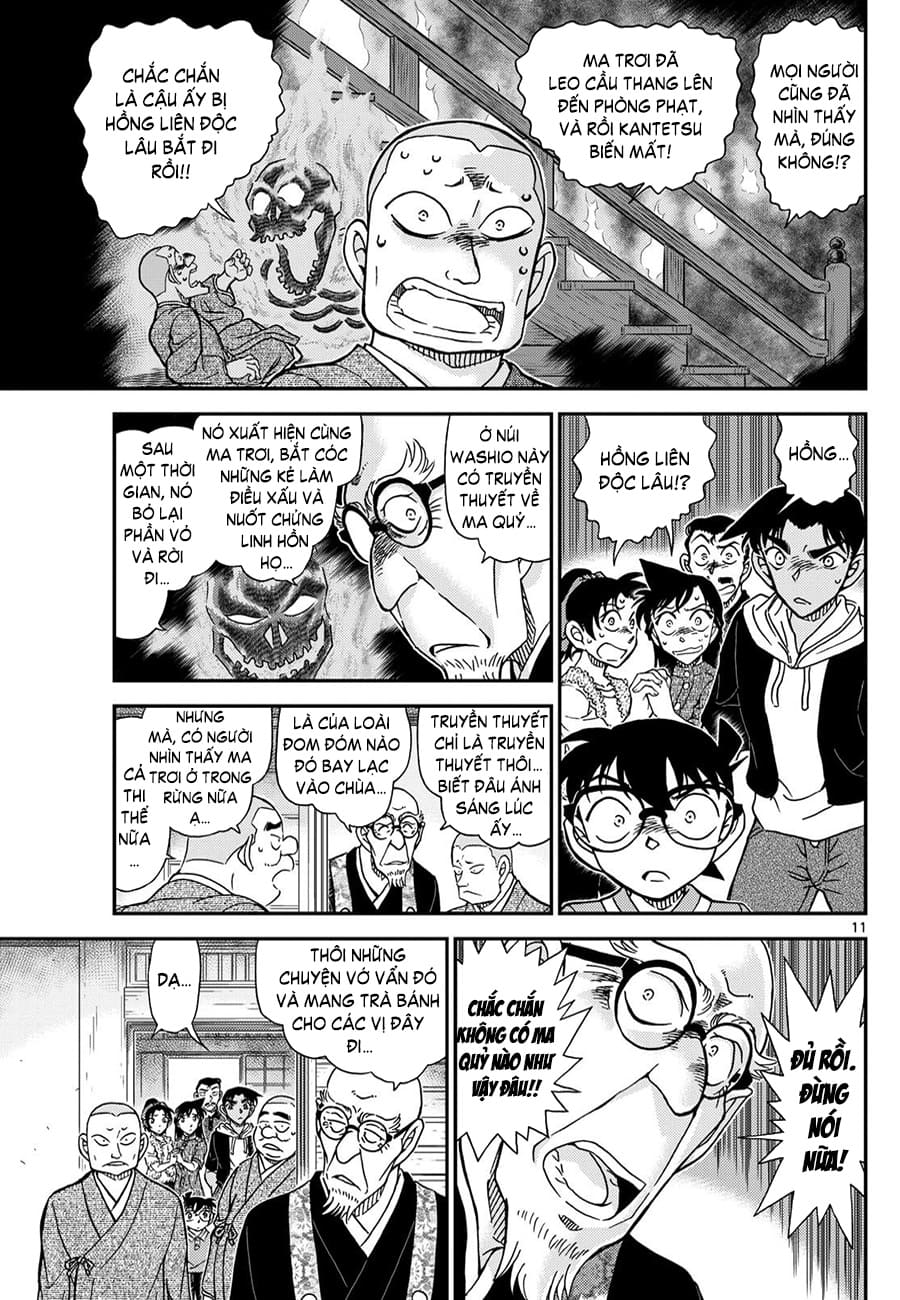 MỌI NGƯỜI
CŨNG ĐÃ
NHÌN THẤY
MÀ, ĐÚNG
KHÔNG!?
MA TRƠI ĐÃ
LEO CẦU THANG LÊN
ĐẾN PHÒNG PHẠT,
VÀ RỒI KANTETSU
BIẾN MẤT!
CHẮC CHẮN
LÀ CẬU ẤY BỊ
HỒNG LIÊN ĐỘC
LÂU BẮT ĐI
RỒI!!
HỒNG...
HỒNG LIÊN
ĐỘC LÂU!?
Ở NÚI
WASHIO NÀY
CÓ TRUYỀN
THUYẾT VỀ
MA QUỶ...
NÓ XUẤT HIỆN CÙNG
MA TRƠI, BẮT CÓC
NHỮNG KẺ LÀM
ĐIỀU XẤU VÀ
NUỐT CHỬNG
LINH HỒN
HỌ...
SAU
MỘT THỜI
GIAN, NÓ
BỎ LẠI
PHẦN VỎ
VÀ RỜI
ĐI...
TRUYỀN THUYẾT
CHỈ LÀ TRUYỀN
THUYẾT THÔI...
BIẾT ĐÂU ÁNH
SÁNG LÚC
ẤY...
LÀ CỦA LOÀI
ĐOM ĐÓM NÀO
ĐÓ BAY LẠC
VÀO CHÙA...
NHƯNG
MÀ, CÓ NGƯỜI
NHÌN THẤY MA
TRƠI Ở TRONG
RỪNG NỮA
Ạ...
CẢ
THI
THỂ
NỮA
...
11
ĐỦ RỒI.
ĐỪNG
NÓI
NỮA!
CHẮC CHẮN
KHÔNG CÓ MA
QUỶ NÀO NHƯ
VẬY ĐÂU!!
THÔI NHỮNG
CHUYỆN VỚ VẨN ĐÓ
VÀ MANG TRÀ BÁNH
CHO CÁC VỊ ĐÂY
ĐI...
DẠ...